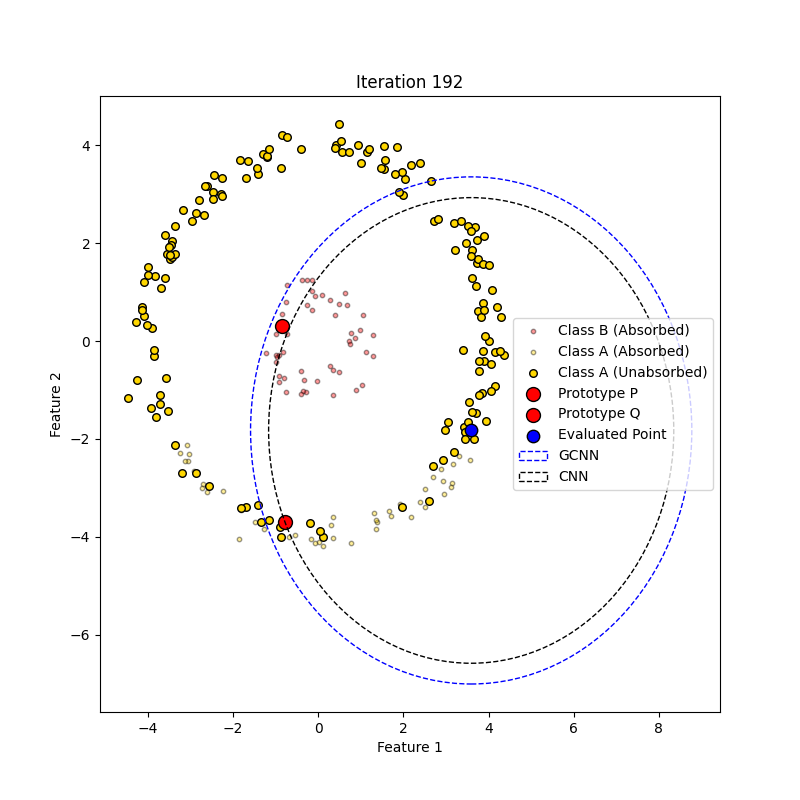 Iteration 192
4
2
0
−2
−4
−6
Feature 2
Class B (Absorbed)
Class A (Absorbed)
Class A (Unabsorbed)
Prototype P
Prototype Q
Evaluated Point
GCNN
CNN
−4 −2 0 2 4 6 8
Feature 1